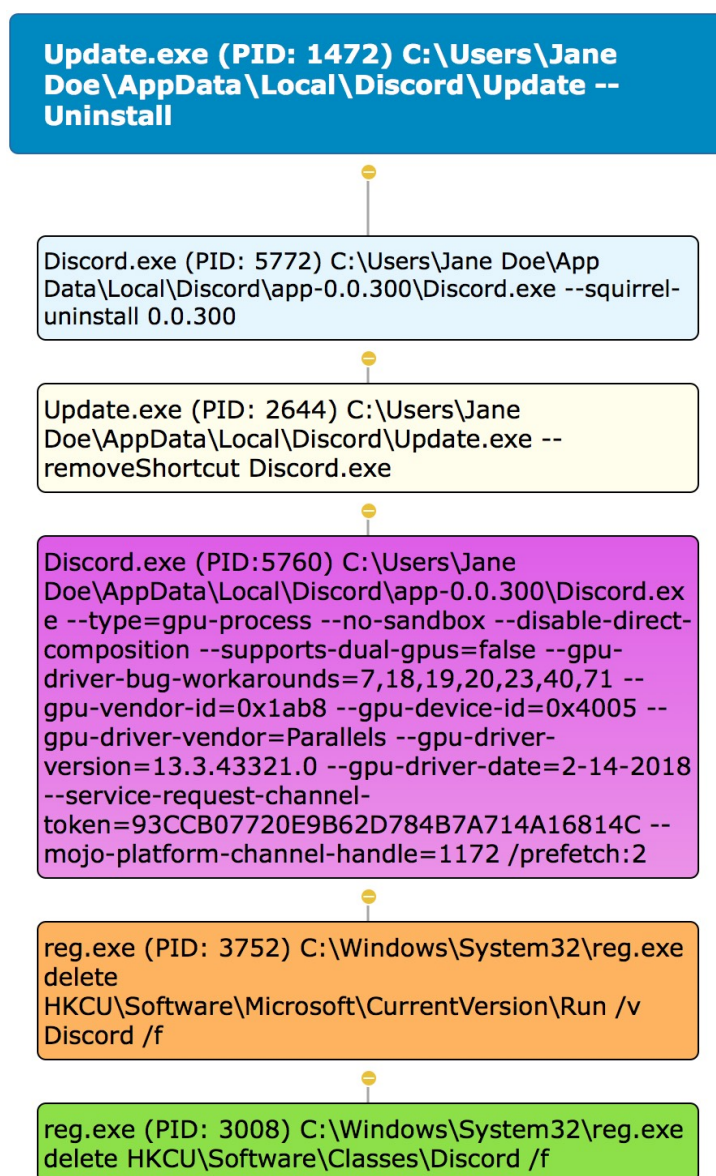 Update.exe (PID: 1472) C:\Users\Jane
Doe\AppData\Local\Discord\Update --
Uninstall
Discord.exe (PID: 5772) C:\Users\Jane Doe\App
Data\Local\Discord\app-0.0.300\Discord.exe --squirrel-
uninstall 0.0.300
Update.exe (PID: 2644) C:\Users\Jane
Doe\AppData\Local\Discord\Update.exe --
removeShortcut Discord.exe
Discord.exe (PID:5760) C:\Users\Jane
Doe\AppData\Local\Discord\app-0.0.300\Discord.ex
e --type=gpu-process --no-sandbox --disable-direct-
composition --supports-dual-gpus=false --gpu-
driver-bug-workarounds=7,18,19,20,23,40,71 --
gpu-vendor-id=0x1ab8 --gpu-device-id=0x4005 --
gpu-driver-vendor=Parallels --gpu-driver-
version=13.3.43321.0 --gpu-driver-date=2-14-2018
--service-request-channel-
token=93CCB07720E9B62D784B7A714A16814C --
mojo-platform-channel-handle=1172 /prefetch:2
reg.exe (PID: 3752) C:\Windows\System32\reg.exe
delete
HKCU\Software\Microsoft\CurrentVersion\Run /v
Discord /f
reg.exe (PID: 3008) C:\Windows\System32\reg.exe
delete HKCU\Software\Classes\Discord /f